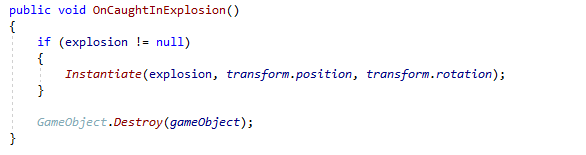 public void OnCaughtInExplosion()
{
if (explosion != null)
{
Instantiate(explosion, transform.position, transform.rotation);
}
GameObject.Destroy(gameObject);
}